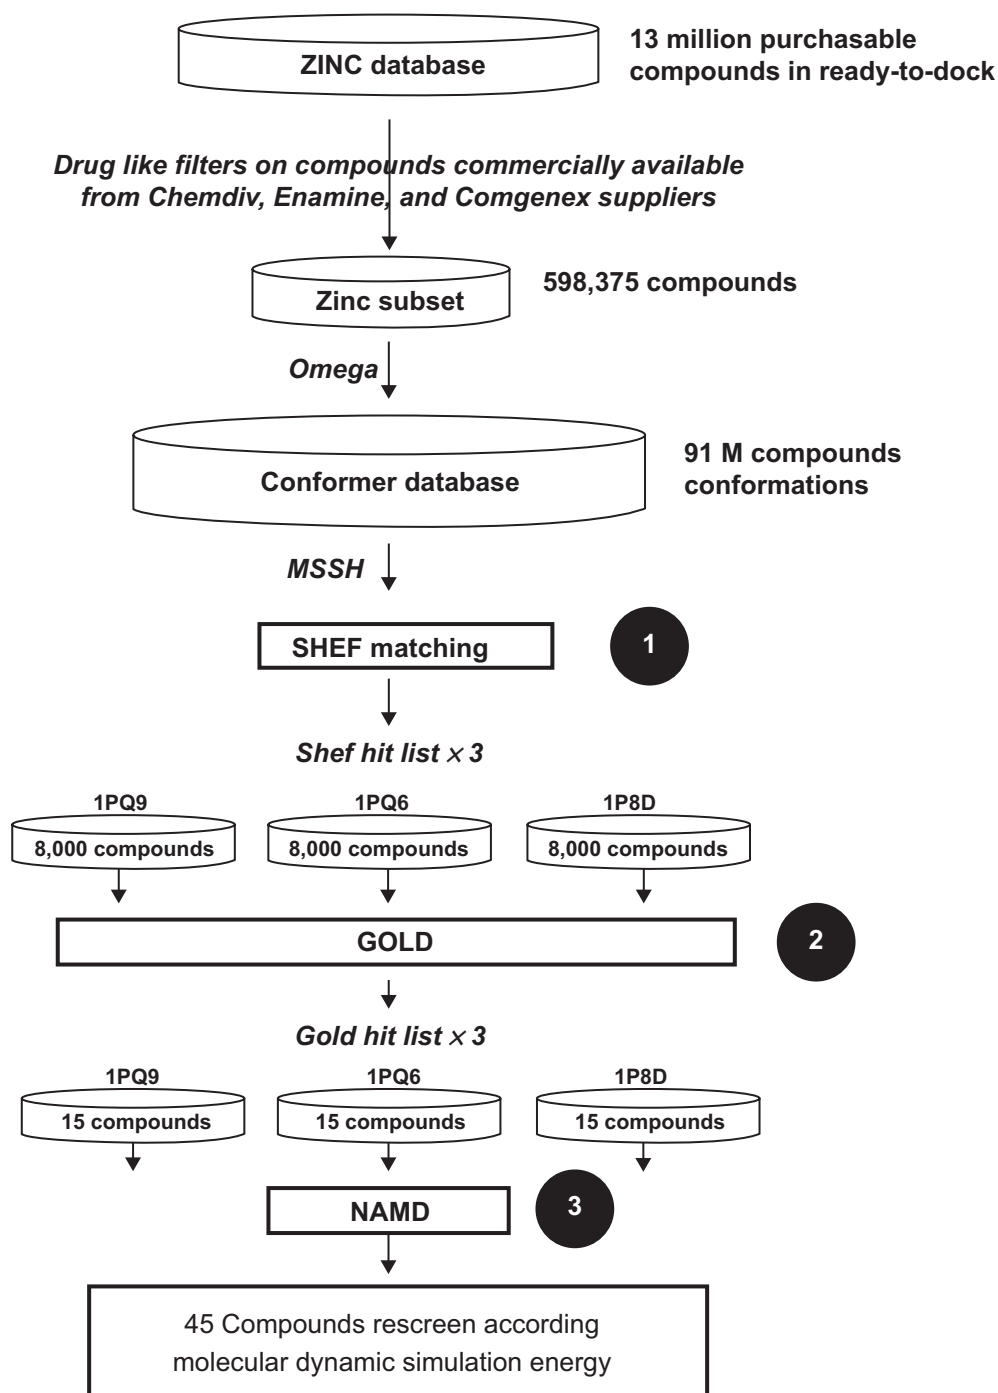 ZINC database
13 million purchasable
compounds in ready-to-dock
Drug like filters on compounds commercially available
from Chemdiv, Enamine, and Comgenex suppliers
Zinc subset
598,375 compounds
Omega
Conformer database
91 M compounds
conformations
MSSH
SHEF matching
1
Shef hit list × 3
1PQ9
1PQ6
1P8D
8,000 compounds
8,000 compounds
8,000 compounds
GOLD
2
Gold hit list × 3
1PQ9
1PQ6
1P8D
15 compounds
15 compounds
15 compounds
NAMD
3
45 Compounds rescreen according
molecular dynamic simulation energy